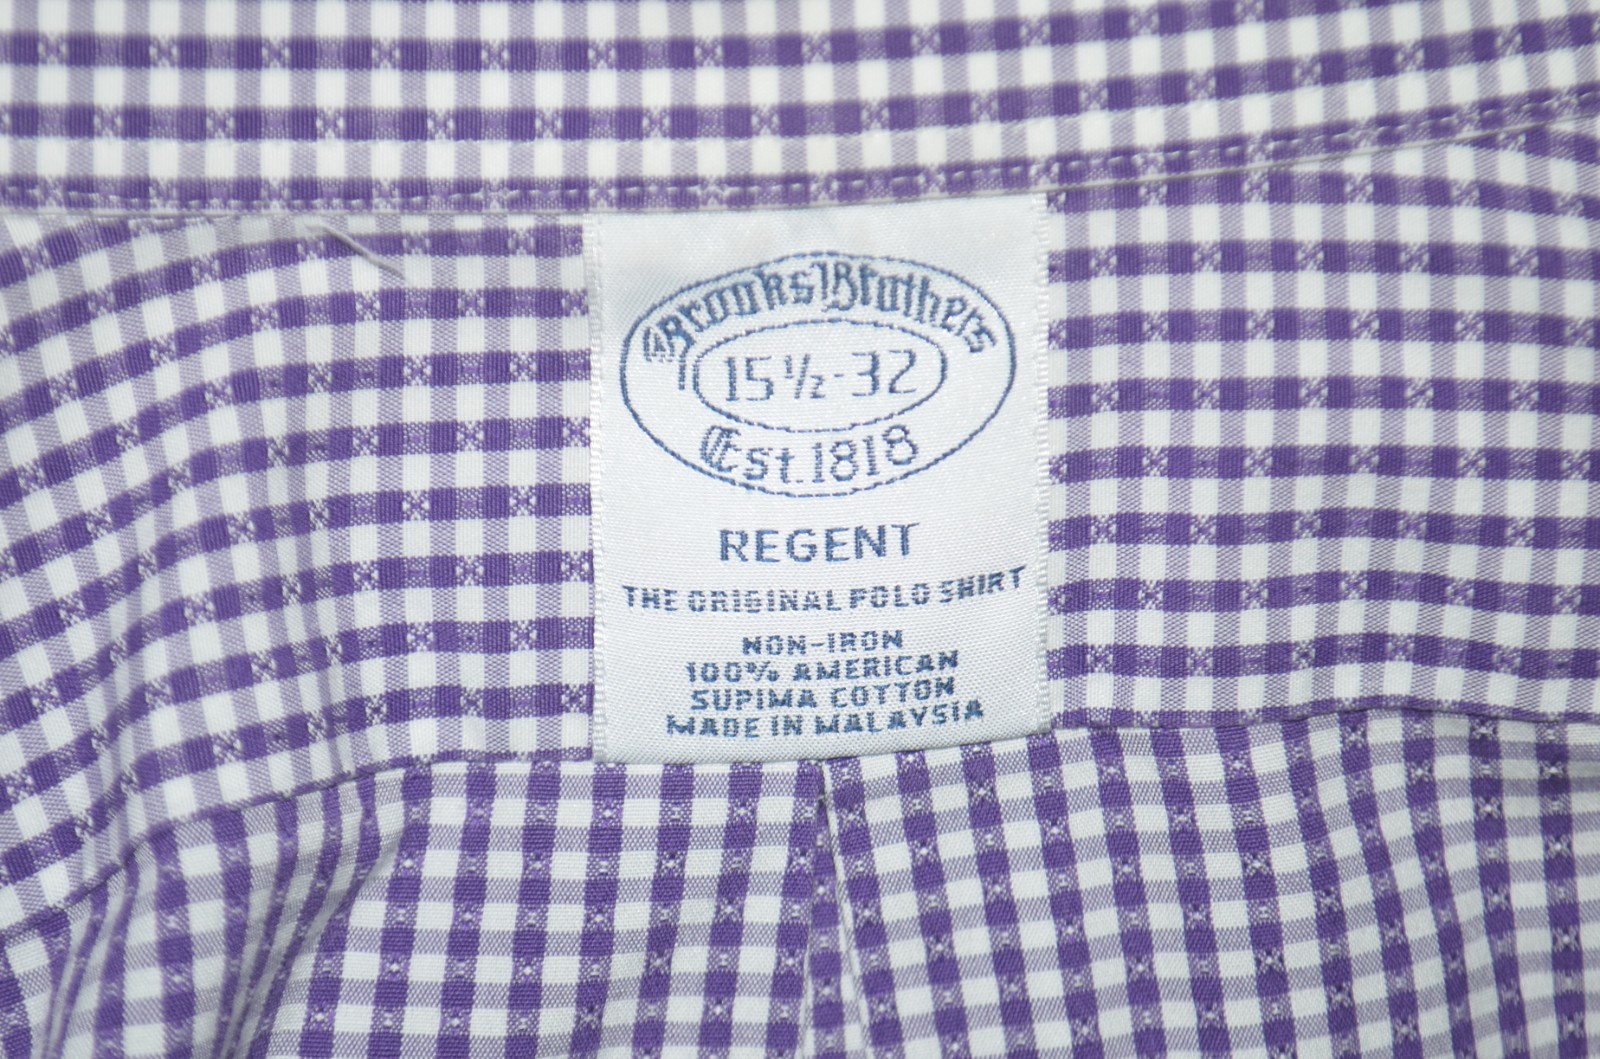 Brooks Brothers
15½-32
Est. 1818
REGENT
THE ORIGINAL POLO SHIRT
NON-IRON
100% AMERICAN
SUPIMA COTTON
MADE IN MALAYSIA